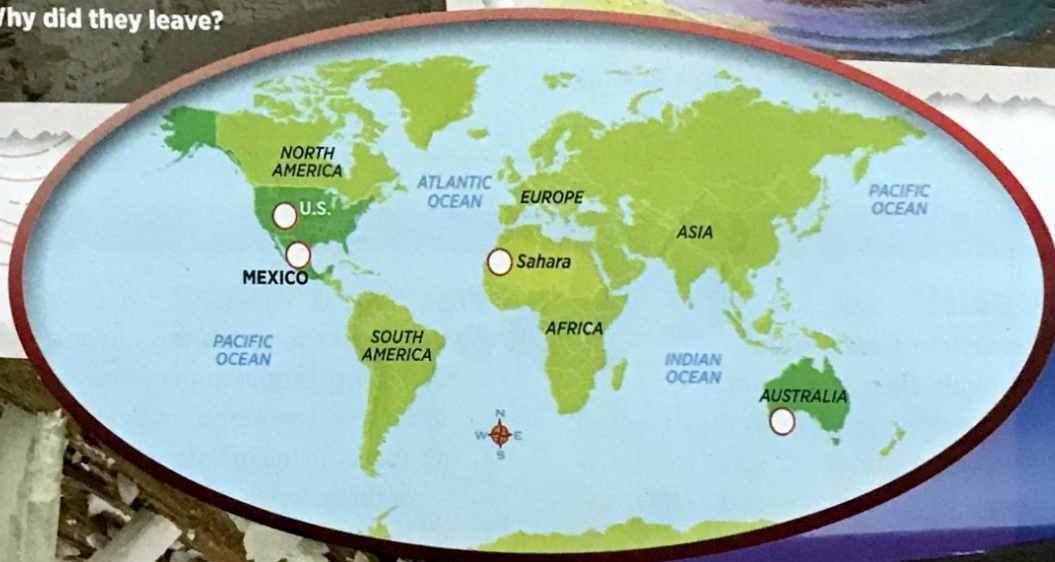 Why did they leave?
NORTH
AMERICA
ATLANTIC
OCEAN
EUROPE
PACIFIC
OCEAN
U.S.
ASIA
Sahara
MEXICO
AFRICA
PACIFIC
OCEAN
SOUTH
AMERICA
INDIAN
OCEAN
AUSTRALIA
N
W E
S